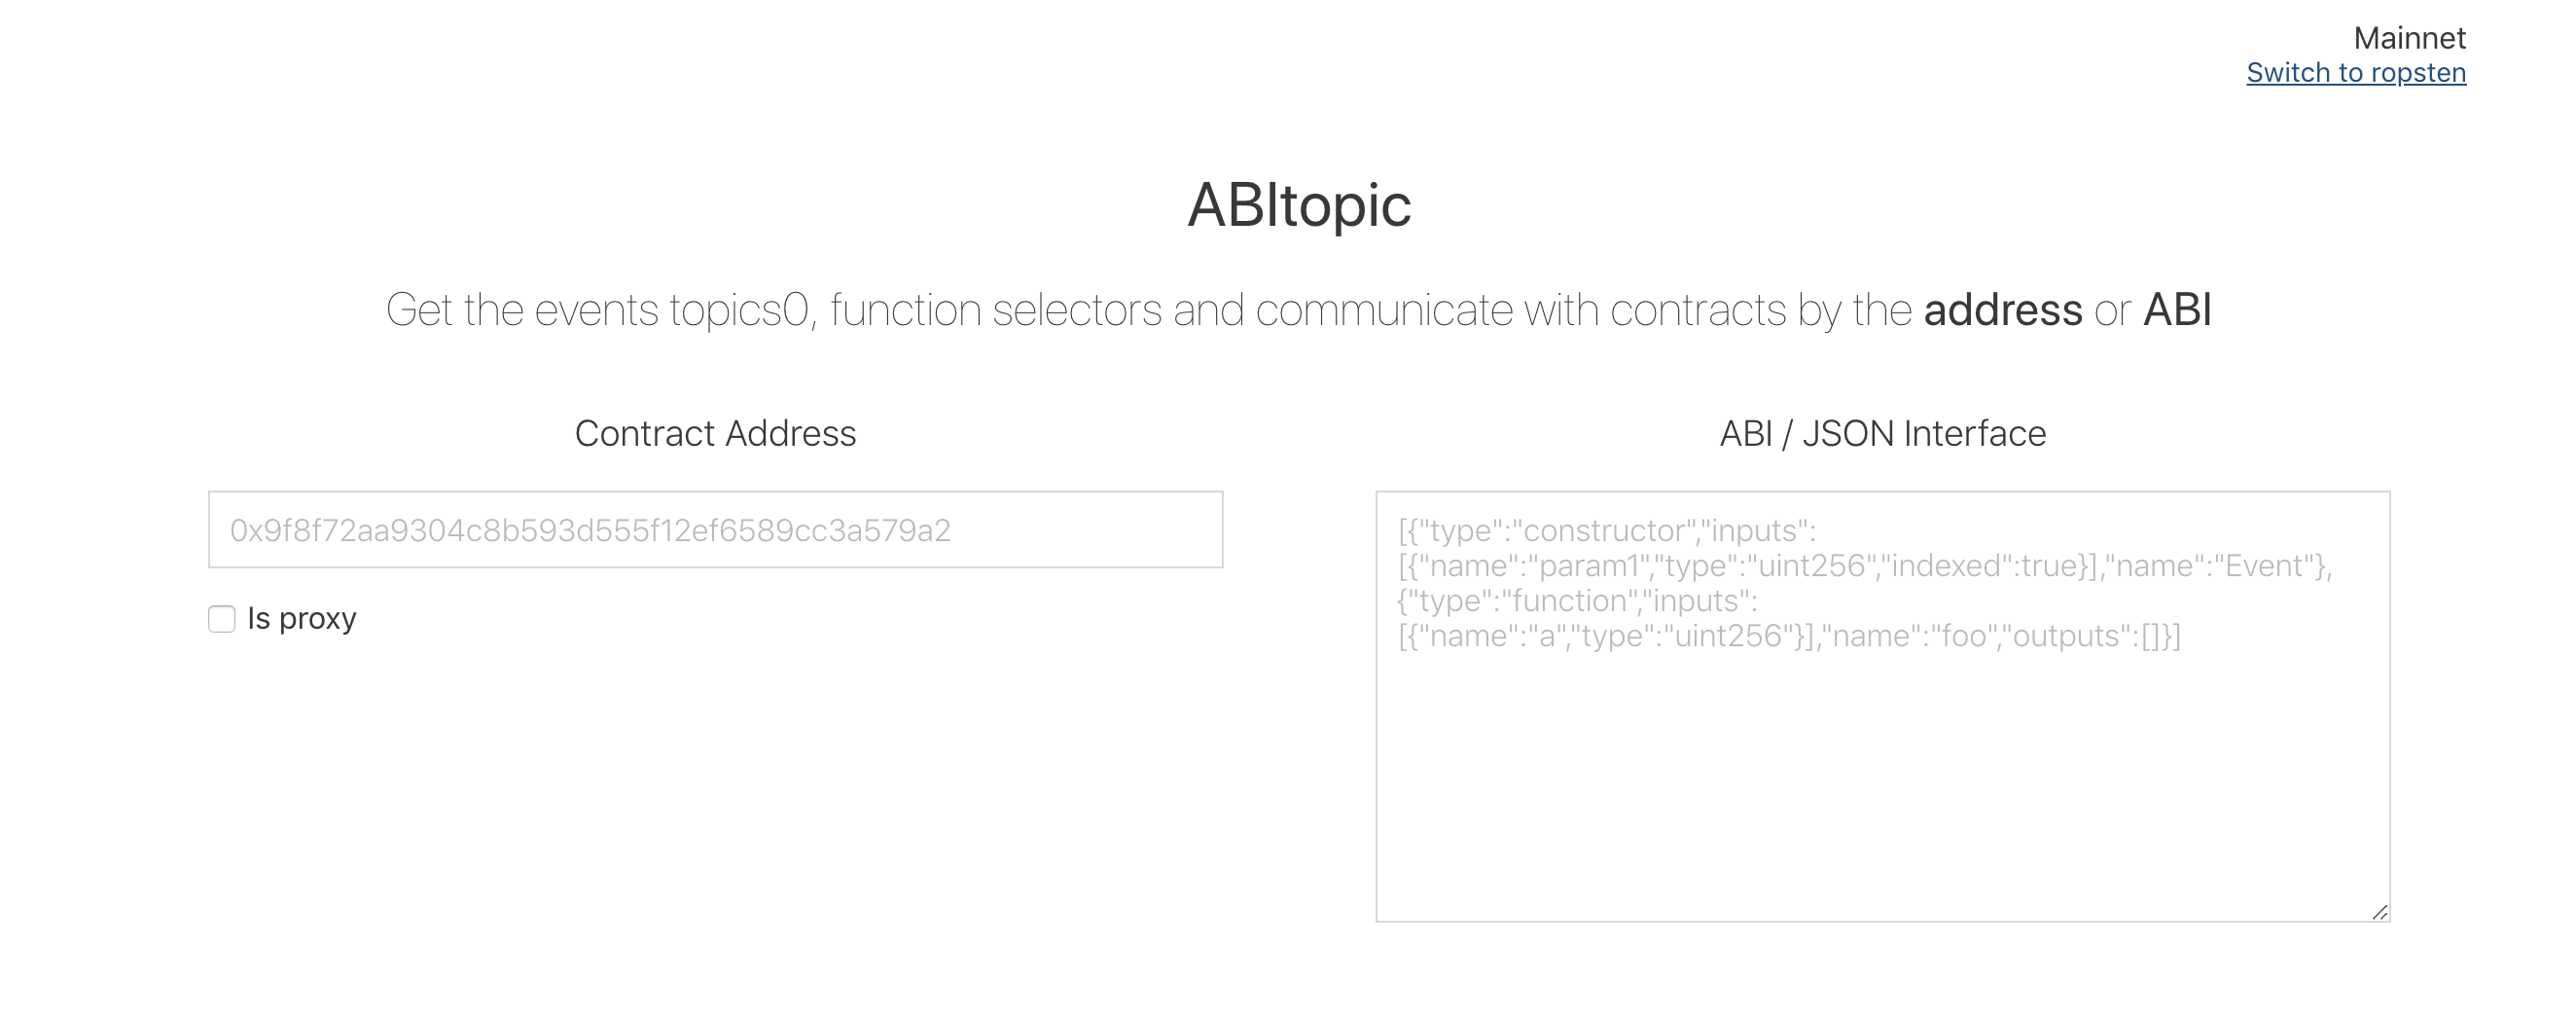 Mainnet
Switch to ropsten
ABItopic
Get the events topics0, function selectors and communicate with contracts by the address or ABI
Contract Address
0x9f8f72aa9304c8b593d555f12ef6589cc3a579a2
Is proxy
ABI / JSON Interface
[{"type":"constructor","inputs":
[{"name":"param1","type":"uint256","indexed":true}],"name":"Event"},
{"type":"function","inputs":
[{"name":"a","type":"uint256"}],"name":"foo","outputs":[]}]